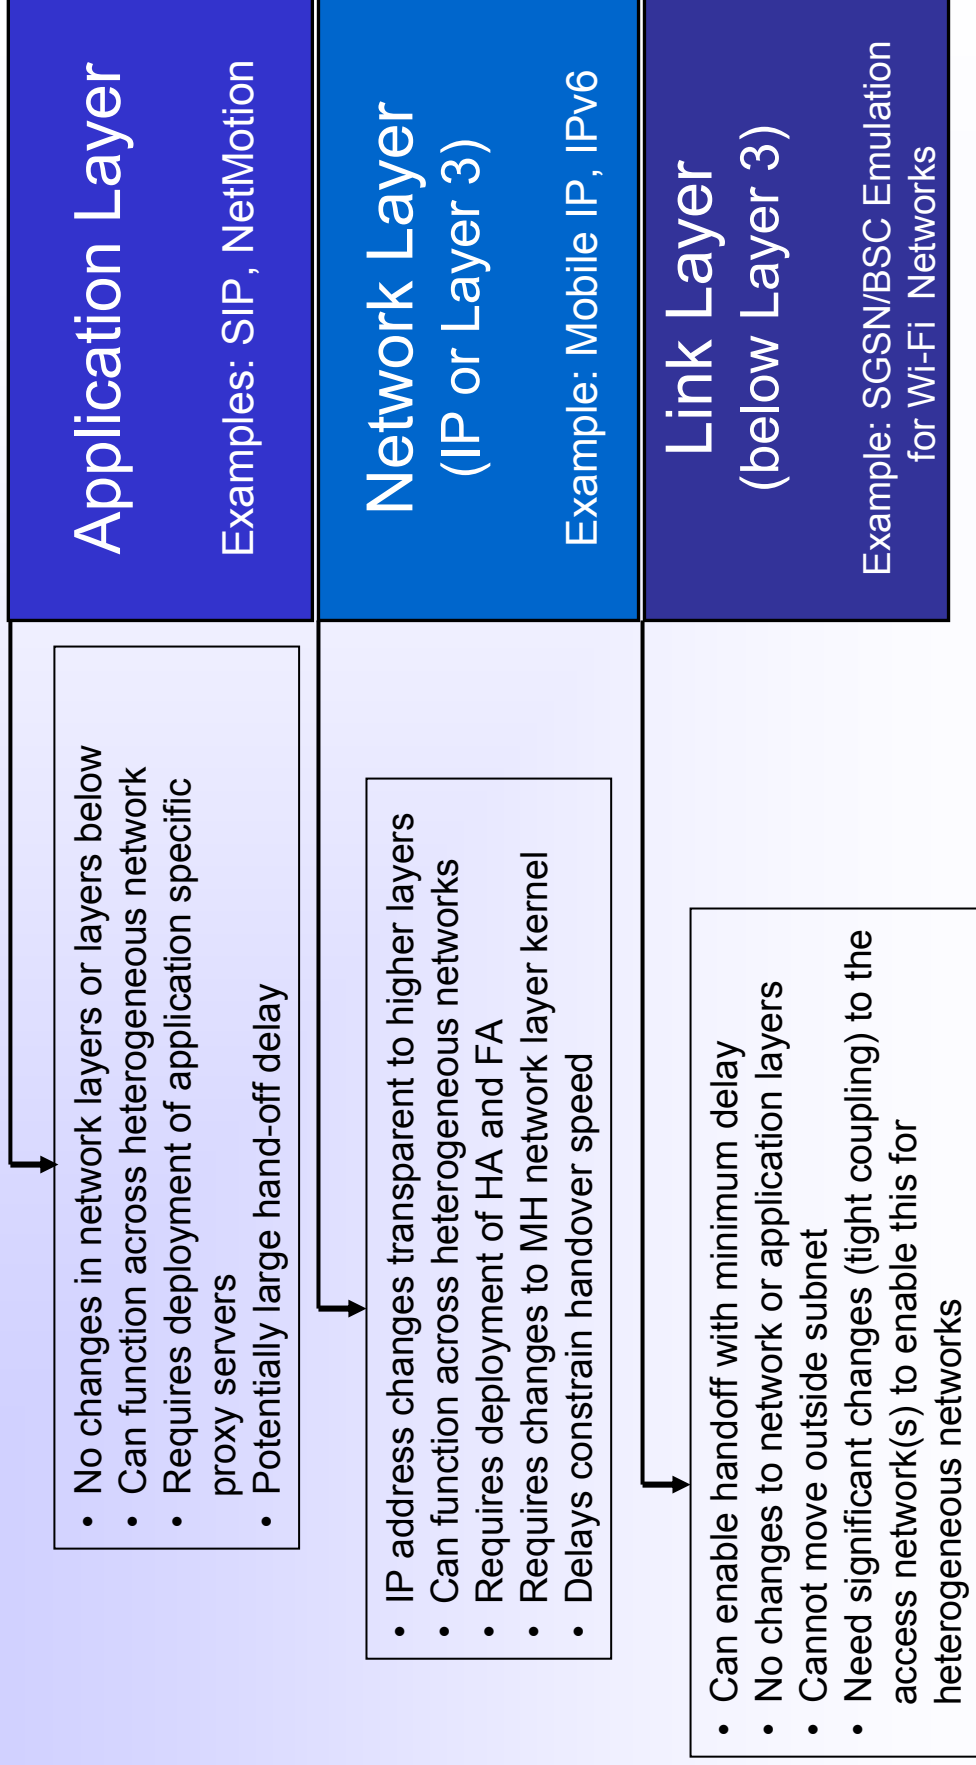 Application Layer
Examples: SIP, NetMotion
• No changes in network layers or layers below
• Can function across heterogeneous network
• Requires deployment of application specific
proxy servers
• Potentially large hand-off delay
Network Layer
(IP or Layer 3)
Example: Mobile IP, IPv6
• IP address changes transparent to higher layers
• Can function across heterogeneous networks
• Requires deployment of HA and FA
• Requires changes to MH network layer kernel
• Delays constrain handover speed
Link Layer
(below Layer 3)
Example: SGSN/BSC Emulation
for Wi-Fi Networks
• Can enable handoff with minimum delay
• No changes to network or application layers
• Cannot move outside subnet
• Need significant changes (tight coupling) to the
access network(s) to enable this for
heterogeneous networks